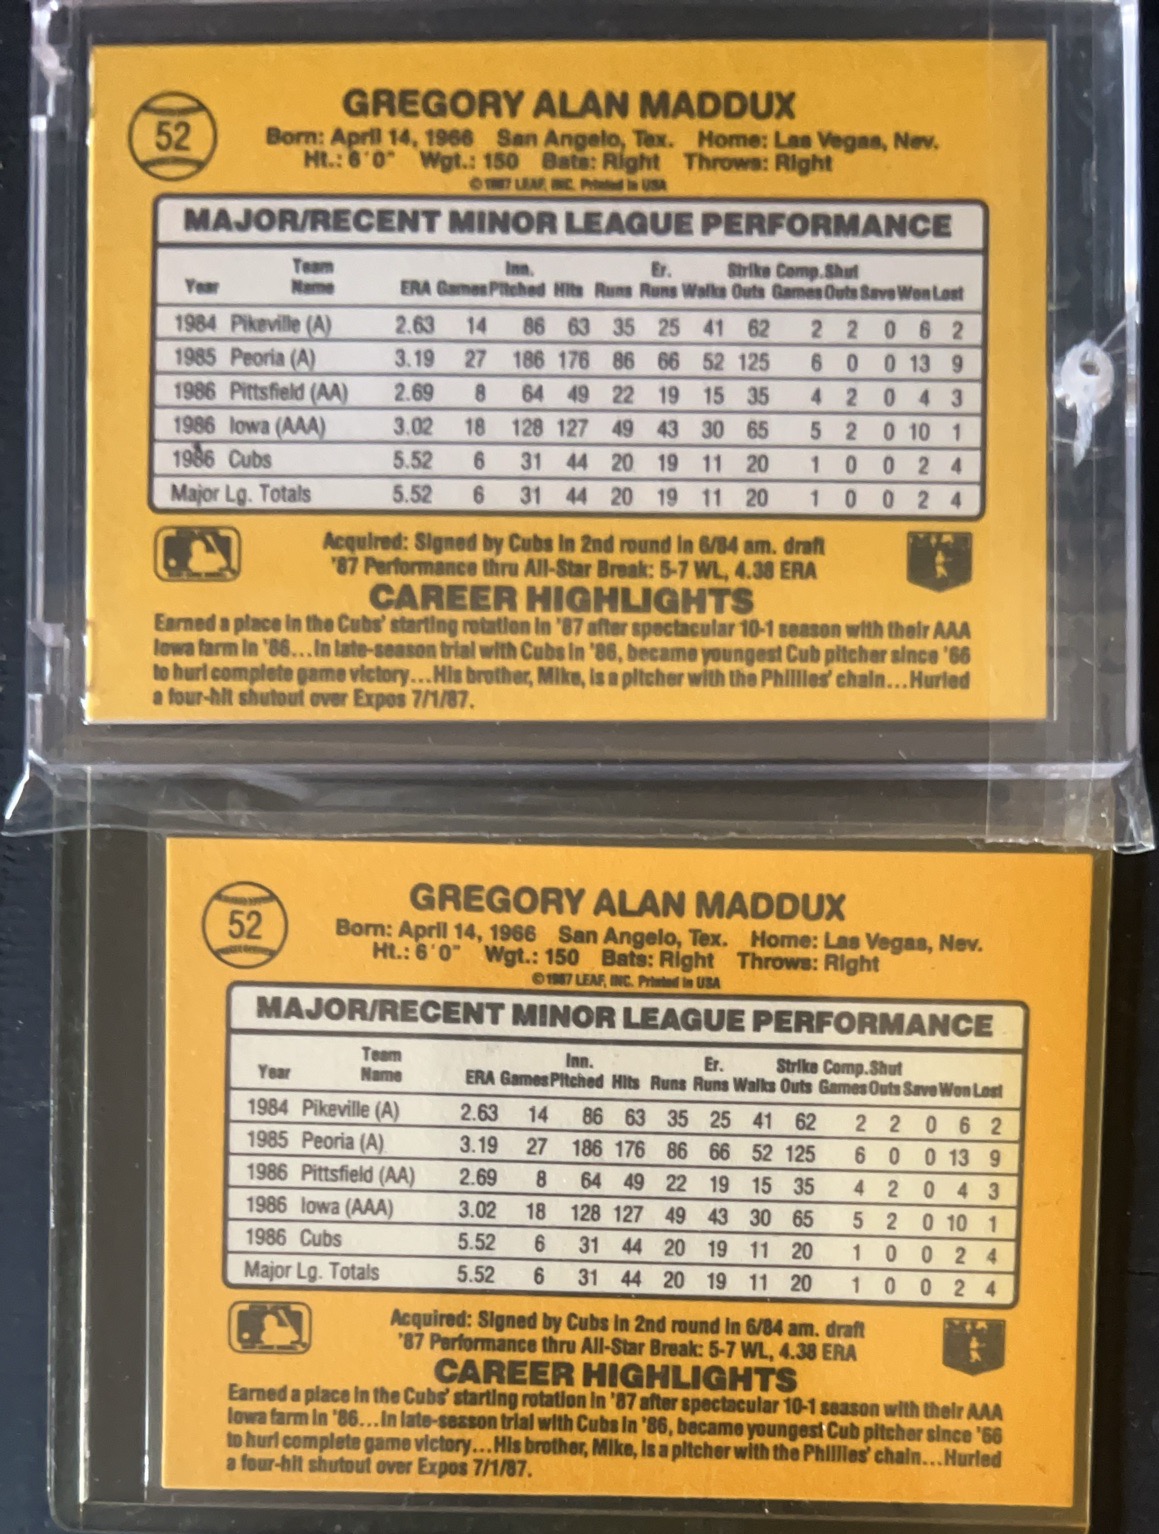 52
GREGORY ALAN MADDUX
Born: April 14, 1966 San Angelo, Tex. Home: Las Vegas, Nev.
Ht.: 6'0" Wgt.: 150 Bats: Right Throws: Right
©1987 LEAF, INC. Printed in USA
MAJOR/RECENT MINOR LEAGUE PERFORMANCE
Year Team Name ERA Games Inn. Pitched Hits Runs Er. Runs Walks Strike Outs Comp. Games Shut Outs Save Won Lost
1984 Pikeville (A) 2.63 14 86 63 35 25 41 62 2 2 0 6 2
1985 Peoria (A) 3.19 27 186 176 86 66 52 125 6 0 0 13 9
1986 Pittsfield (AA) 2.69 8 64 49 22 19 15 35 4 2 0 4 3
1986 Iowa (AAA) 3.02 18 128 127 49 43 30 65 5 2 0 10 1
1986 Cubs 5.52 6 31 44 20 19 11 20 1 0 0 2 4
Major Lg. Totals 5.52 6 31 44 20 19 11 20 1 0 0 2 4
Acquired: Signed by Cubs in 2nd round in 6/84 am. draft
'87 Performance thru All-Star Break: 5-7 WL, 4.38 ERA
CAREER HIGHLIGHTS
Earned a place in the Cubs' starting rotation in '87 after spectacular 10-1 season with their AAA
Iowa farm in '86...In late-season trial with Cubs in '86, became youngest Cub pitcher since '66
to hurl complete game victory...His brother, Mike, is a pitcher with the Phillies' chain...Hurled
a four-hit shutout over Expos 7/1/87.
52
GREGORY ALAN MADDUX
Born: April 14, 1966 San Angelo, Tex. Home: Las Vegas, Nev.
Ht.: 6'0" Wgt.: 150 Bats: Right Throws: Right
©1987 LEAF, INC. Printed in USA
MAJOR/RECENT MINOR LEAGUE PERFORMANCE
Year Team Name ERA Games Inn. Pitched Hits Runs Er. Runs Walks Strike Outs Comp. Games Shut Outs Save Won Lost
1984 Pikeville (A) 2.63 14 86 63 35 25 41 62 2 2 0 6 2
1985 Peoria (A) 3.19 27 186 176 86 66 52 125 6 0 0 13 9
1986 Pittsfield (AA) 2.69 8 64 49 22 19 15 35 4 2 0 4 3
1986 Iowa (AAA) 3.02 18 128 127 49 43 30 65 5 2 0 10 1
1986 Cubs 5.52 6 31 44 20 19 11 20 1 0 0 2 4
Major Lg. Totals 5.52 6 31 44 20 19 11 20 1 0 0 2 4
Acquired: Signed by Cubs in 2nd round in 6/84 am. draft
'87 Performance thru All-Star Break: 5-7 WL, 4.38 ERA
CAREER HIGHLIGHTS
Earned a place in the Cubs' starting rotation in '87 after spectacular 10-1 season with their AAA
Iowa farm in '86...In late-season trial with Cubs in '86, became youngest Cub pitcher since '66
to hurl complete game victory...His brother, Mike, is a pitcher with the Phillies' chain...Hurled
a four-hit shutout over Expos 7/1/87.